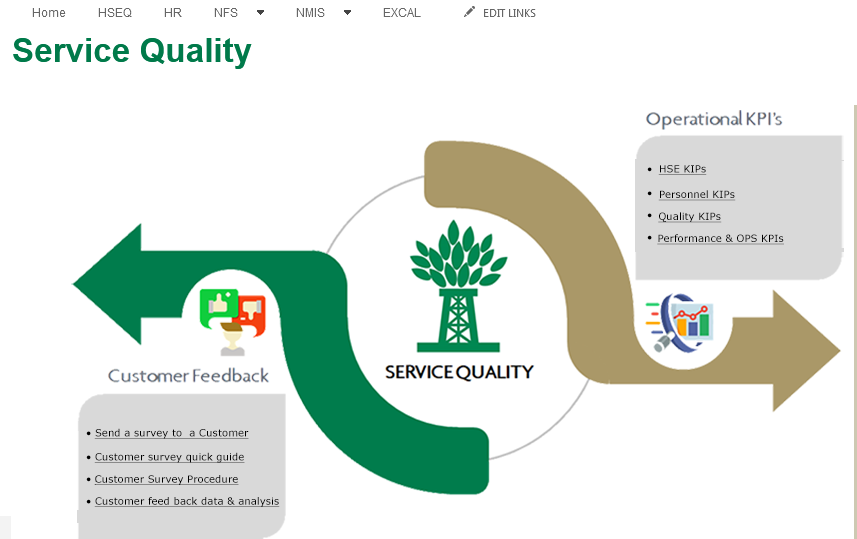 Home HSEQ HR NFS NMIS EXCAL EDIT LINKS
Service Quality
Operational KPI's
• HSE KIPs
• Personnel KIPs
• Quality KIPs
• Performance & OPS KPIs
SERVICE QUALITY
Customer Feedback
• Send a survey to a Customer
• Customer survey quick guide
• Customer Survey Procedure
• Customer feed back data & analysis